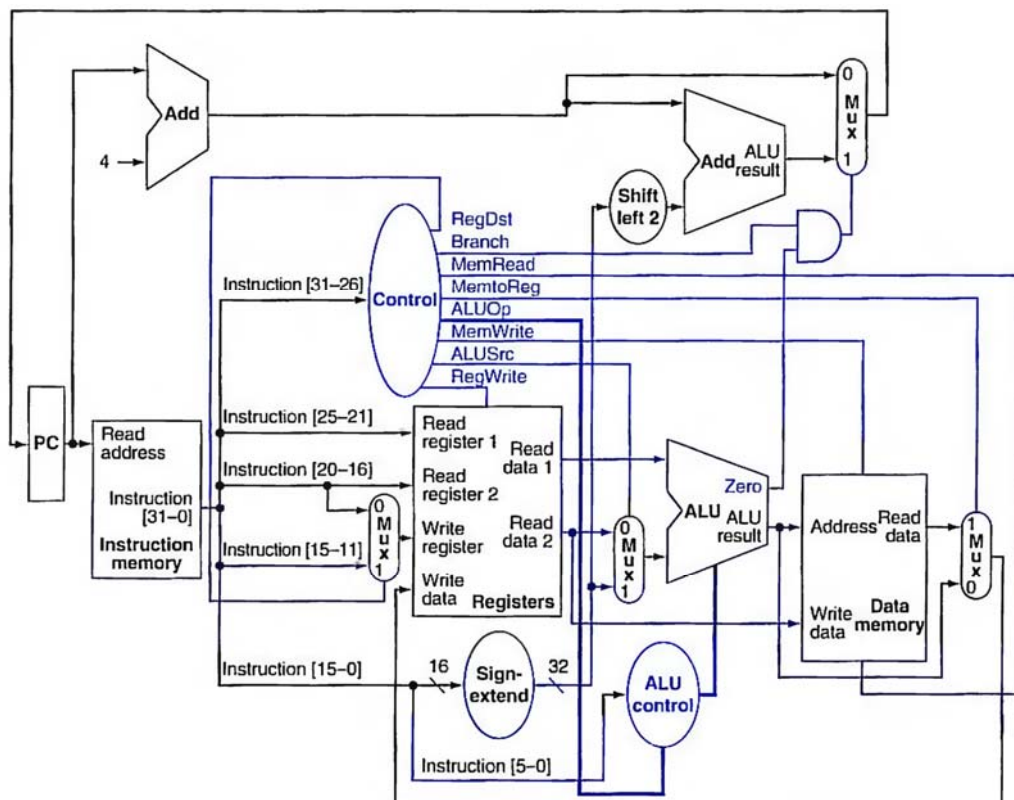 Add
4
0
Mux
1
Add
ALU
result
Shift
left 2
RegDst
Branch
MemRead
MemtoReg
ALUOp
MemWrite
ALUSrc
RegWrite
Control
Instruction [31–26]
PC
Read
address
Instruction
[31–0]
Instruction
memory
Instruction [25–21]
Instruction [20–16]
Instruction [15–11]
0
Mux
1
Read
register 1
Read
register 2
Write
register
Write
data
Read
data 1
Read
data 2
Registers
0
Mux
1
Zero
ALU
ALU
result
Address
Read
data
Write
data
Data
memory
1
Mux
0
Instruction [15–0]
16
Sign-
extend
32
ALU
control
Instruction [5–0]